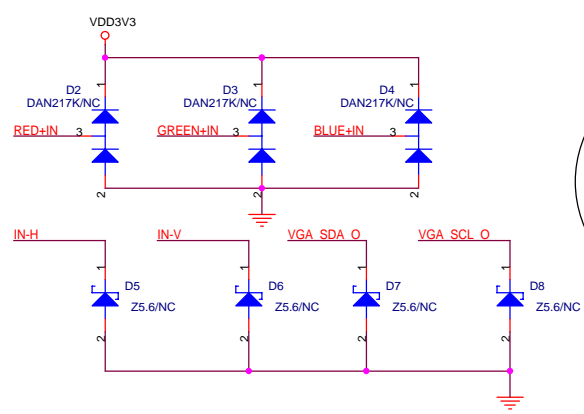 VDD3V3
D2
DAN217K/NC
D3
DAN217K/NC
D4
DAN217K/NC
1
1
1
RED+IN
3
GREEN+IN
3
BLUE+IN
3
2
2
2
IN-H
IN-V
VGA_SDA_O
VGA_SCL_O
1
1
1
1
D5
Z5.6/NC
D6
Z5.6/NC
D7
Z5.6/NC
D8
Z5.6/NC
2
2
2
2